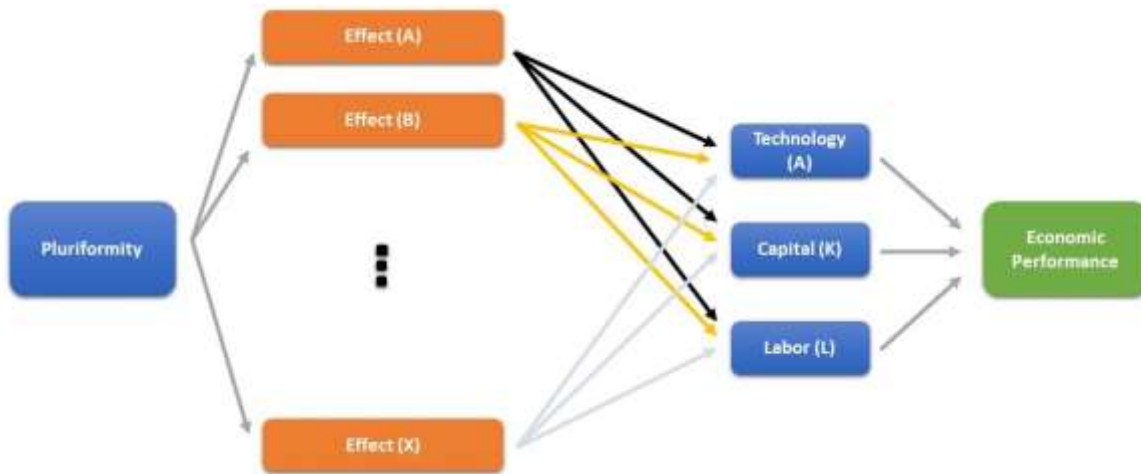 Effect (A)
Effect (B)
Technology
(A)
Pluriformity
Capital (K)
Economic
Performance
Labor (L)
Effect (X)